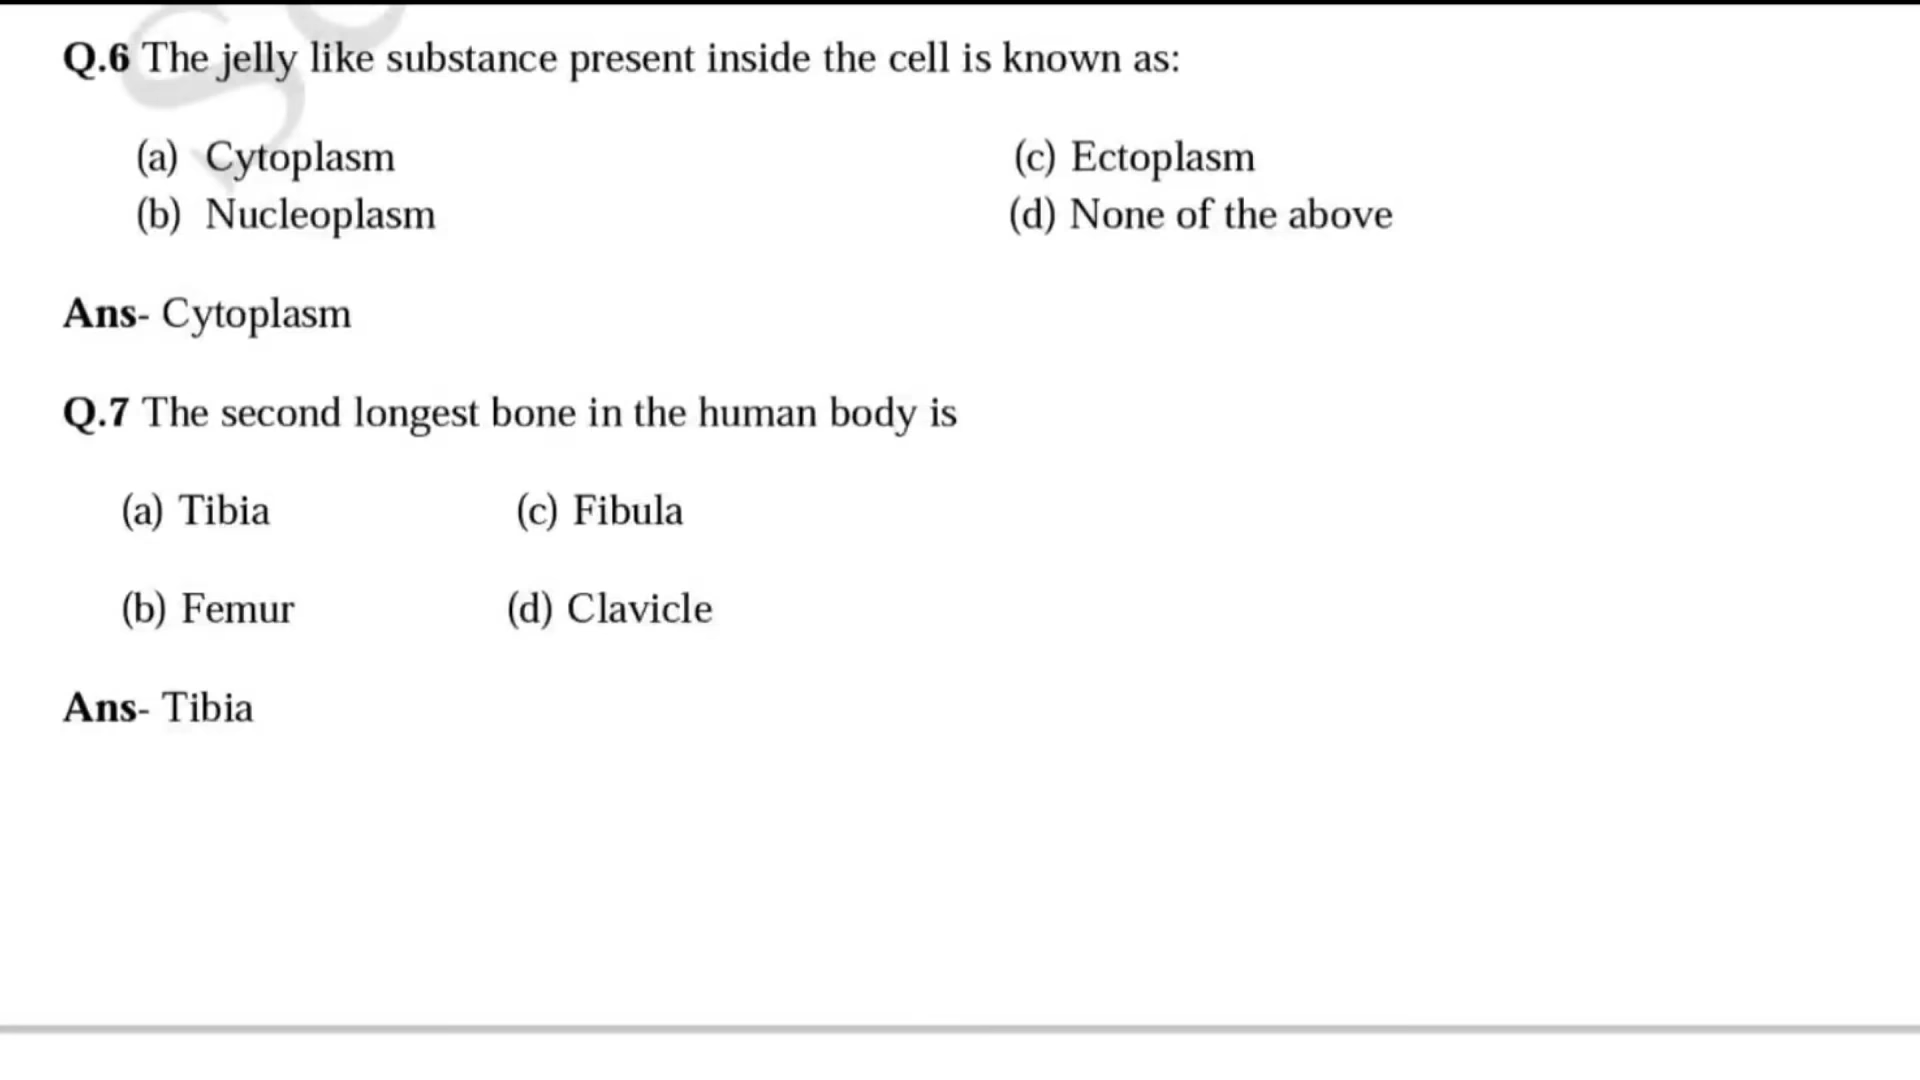 Q.6 The jelly like substance present inside the cell is known as:
(a) Cytoplasm (c) Ectoplasm
(b) Nucleoplasm (d) None of the above
Ans- Cytoplasm
Q.7 The second longest bone in the human body is
(a) Tibia (c) Fibula
(b) Femur (d) Clavicle
Ans- Tibia